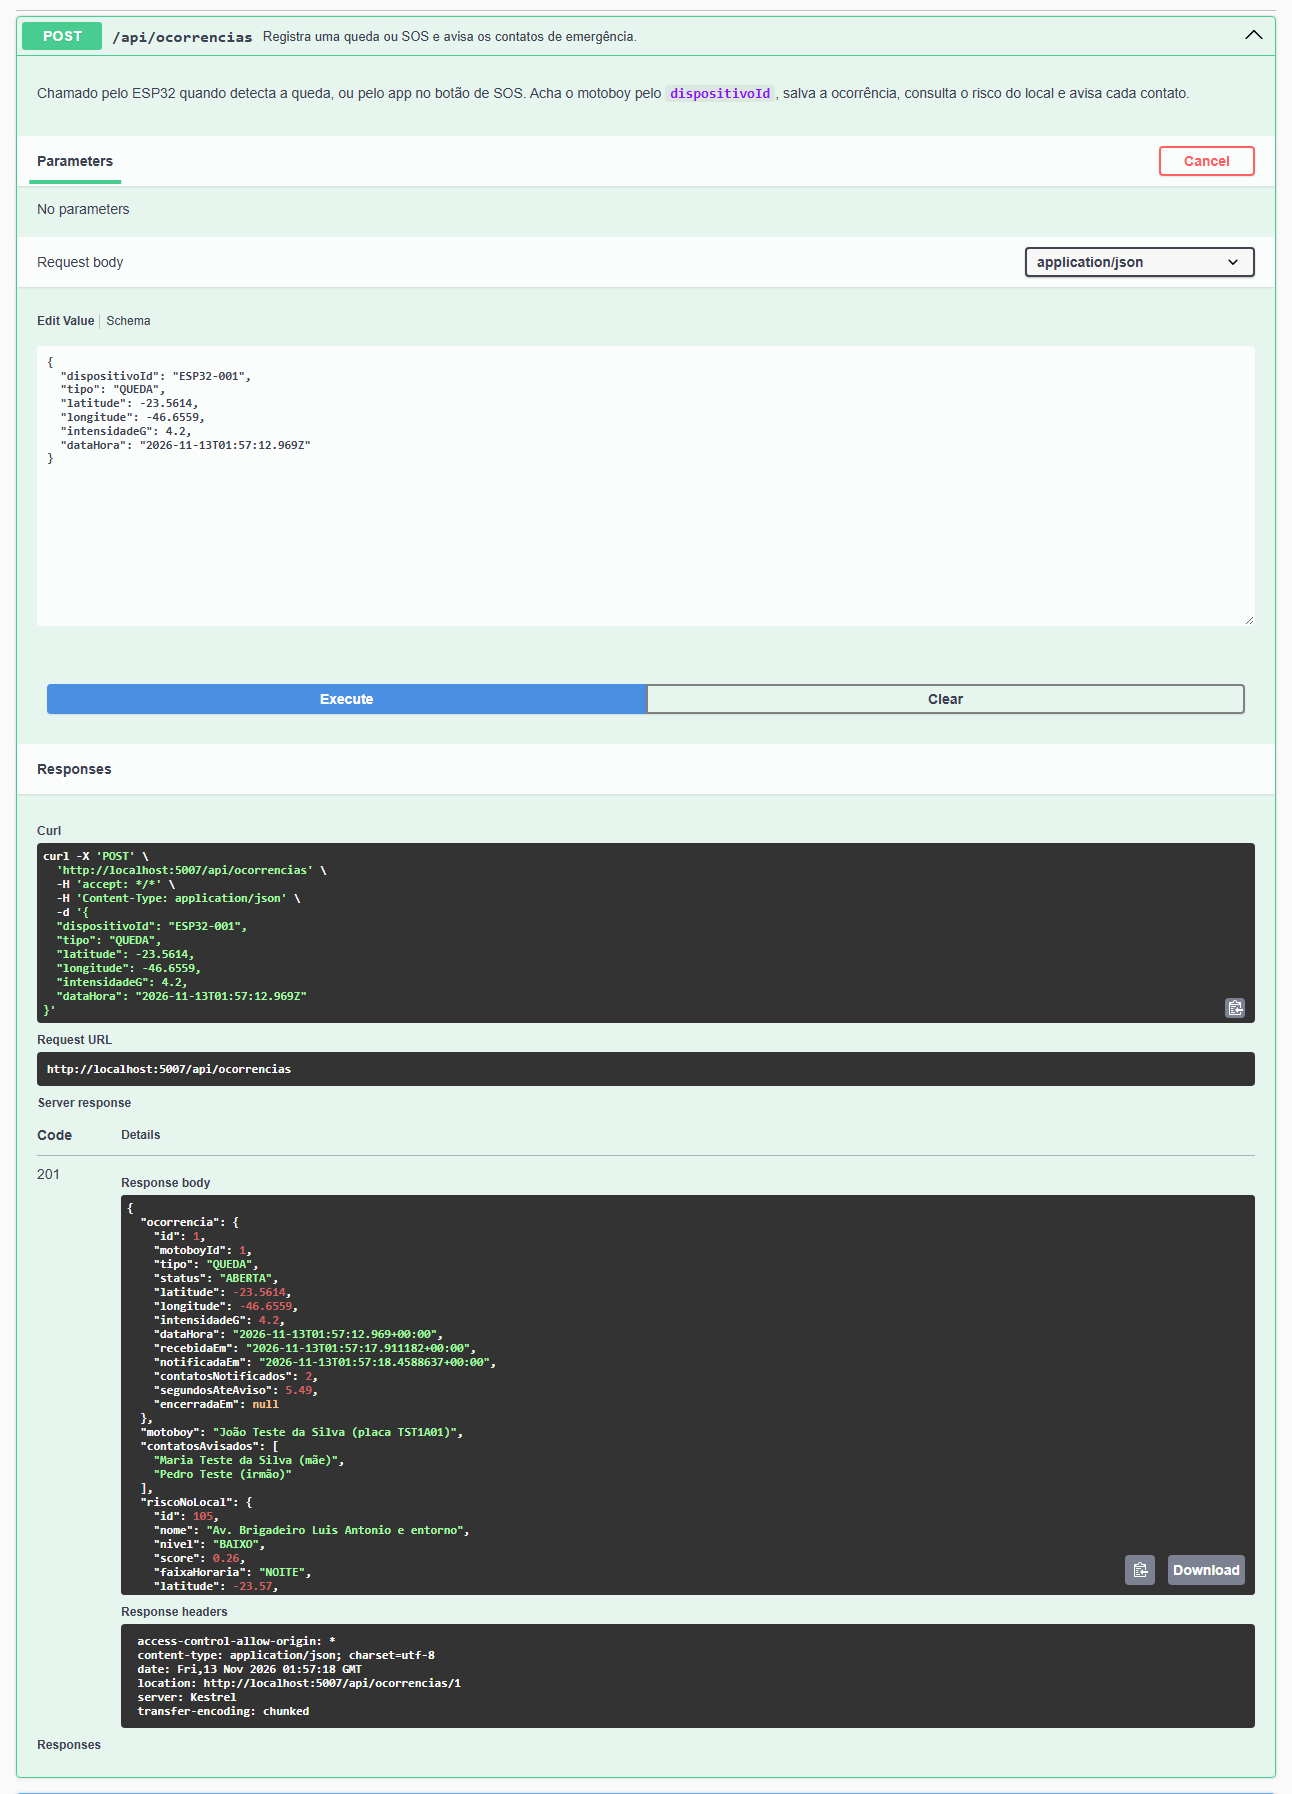 POST /api/ocorrencias Registra uma queda ou SOS e avisa os contatos de emergência.
Chamado pelo ESP32 quando detecta a queda, ou pelo app no botão de SOS. Acha o motoboy pelo dispositivoId, salva a ocorrência, consulta o risco do local e avisa cada contato.
Parameters
Cancel
No parameters
Request body
application/json
Edit Value Schema
{
  "dispositivoId": "ESP32-001",
  "tipo": "QUEDA",
  "latitude": -23.5614,
  "longitude": -46.6559,
  "intensidadeG": 4.2,
  "dataHora": "2026-11-13T01:57:12.969Z"
}
Execute
Clear
Responses
Curl
curl -X 'POST' \
  'http://localhost:5007/api/ocorrencias' \
  -H 'accept: */*' \
  -H 'Content-Type: application/json' \
  -d '{
  "dispositivoId": "ESP32-001",
  "tipo": "QUEDA",
  "latitude": -23.5614,
  "longitude": -46.6559,
  "intensidadeG": 4.2,
  "dataHora": "2026-11-13T01:57:12.969Z"
}'
Request URL
http://localhost:5007/api/ocorrencias
Server response
Code Details
201
Response body
{
  "ocorrencia": {
    "id": 1,
    "motoboyId": 1,
    "tipo": "QUEDA",
    "status": "ABERTA",
    "latitude": -23.5614,
    "longitude": -46.6559,
    "intensidadeG": 4.2,
    "dataHora": "2026-11-13T01:57:12.969+00:00",
    "recebidaEm": "2026-11-13T01:57:17.911182+00:00",
    "notificadaEm": "2026-11-13T01:57:18.4588637+00:00",
    "contatosNotificados": 2,
    "segundosAteAviso": 5.49,
    "encerradaEm": null
  },
  "motoboy": "João Teste da Silva (placa TST1A01)",
  "contatosAvisados": [
    "Maria Teste da Silva (mãe)",
    "Pedro Teste (irmão)"
  ],
  "riscoNoLocal": {
    "id": 105,
    "nome": "Av. Brigadeiro Luis Antonio e entorno",
    "nivel": "BAIXO",
    "score": 0.26,
    "faixaHoraria": "NOITE",
    "latitude": -23.57,
Download
Response headers
access-control-allow-origin: *
content-type: application/json; charset=utf-8
date: Fri,13 Nov 2026 01:57:18 GMT
location: http://localhost:5007/api/ocorrencias/1
server: Kestrel
transfer-encoding: chunked
Responses